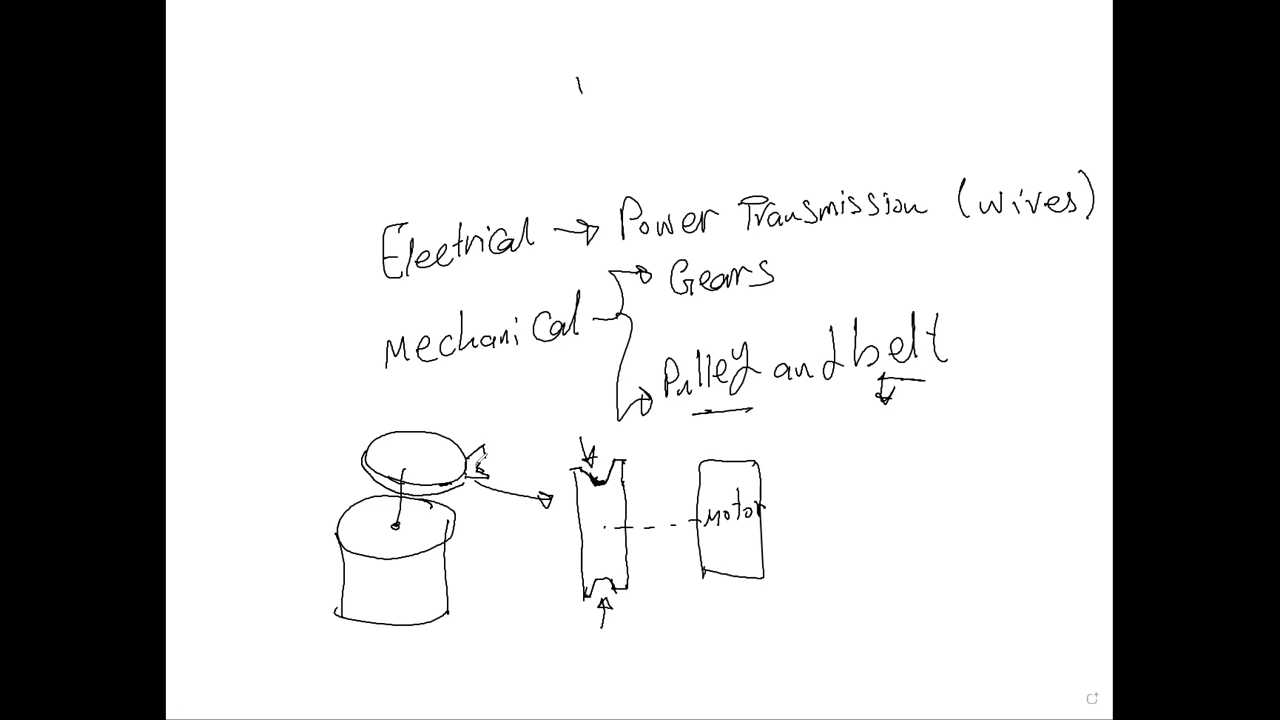 Electrical → Power Transmission (wires)
Mechanical → Gears
→ Pulley and belt
Motor